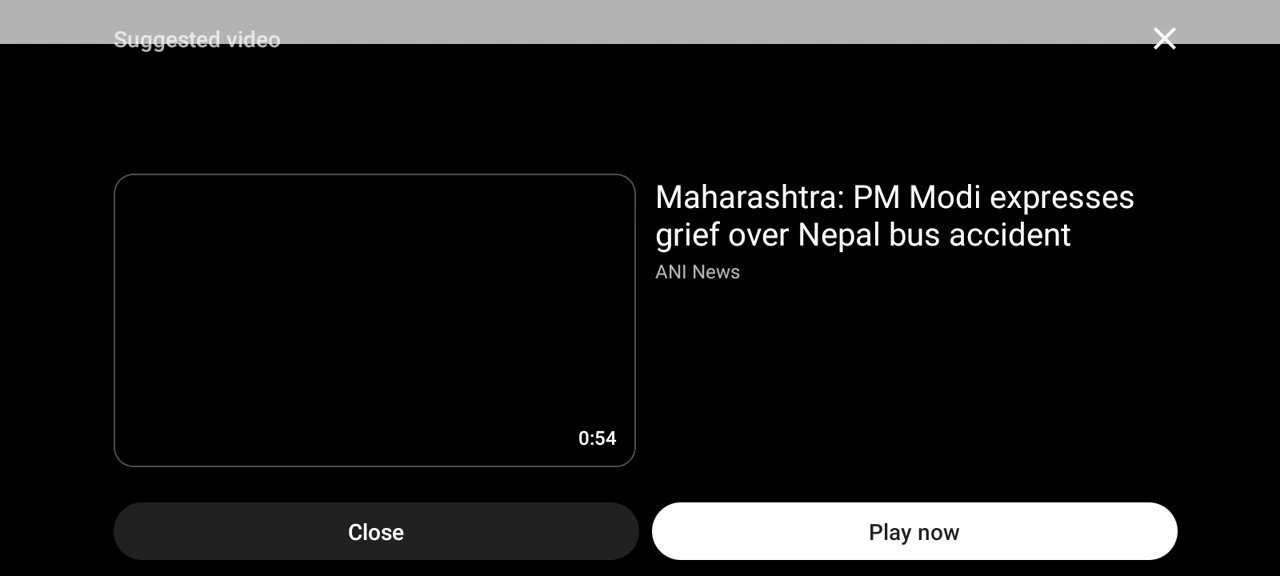 Suggested video
Maharashtra: PM Modi expresses
grief over Nepal bus accident
ANI News
0:54
Close
Play now